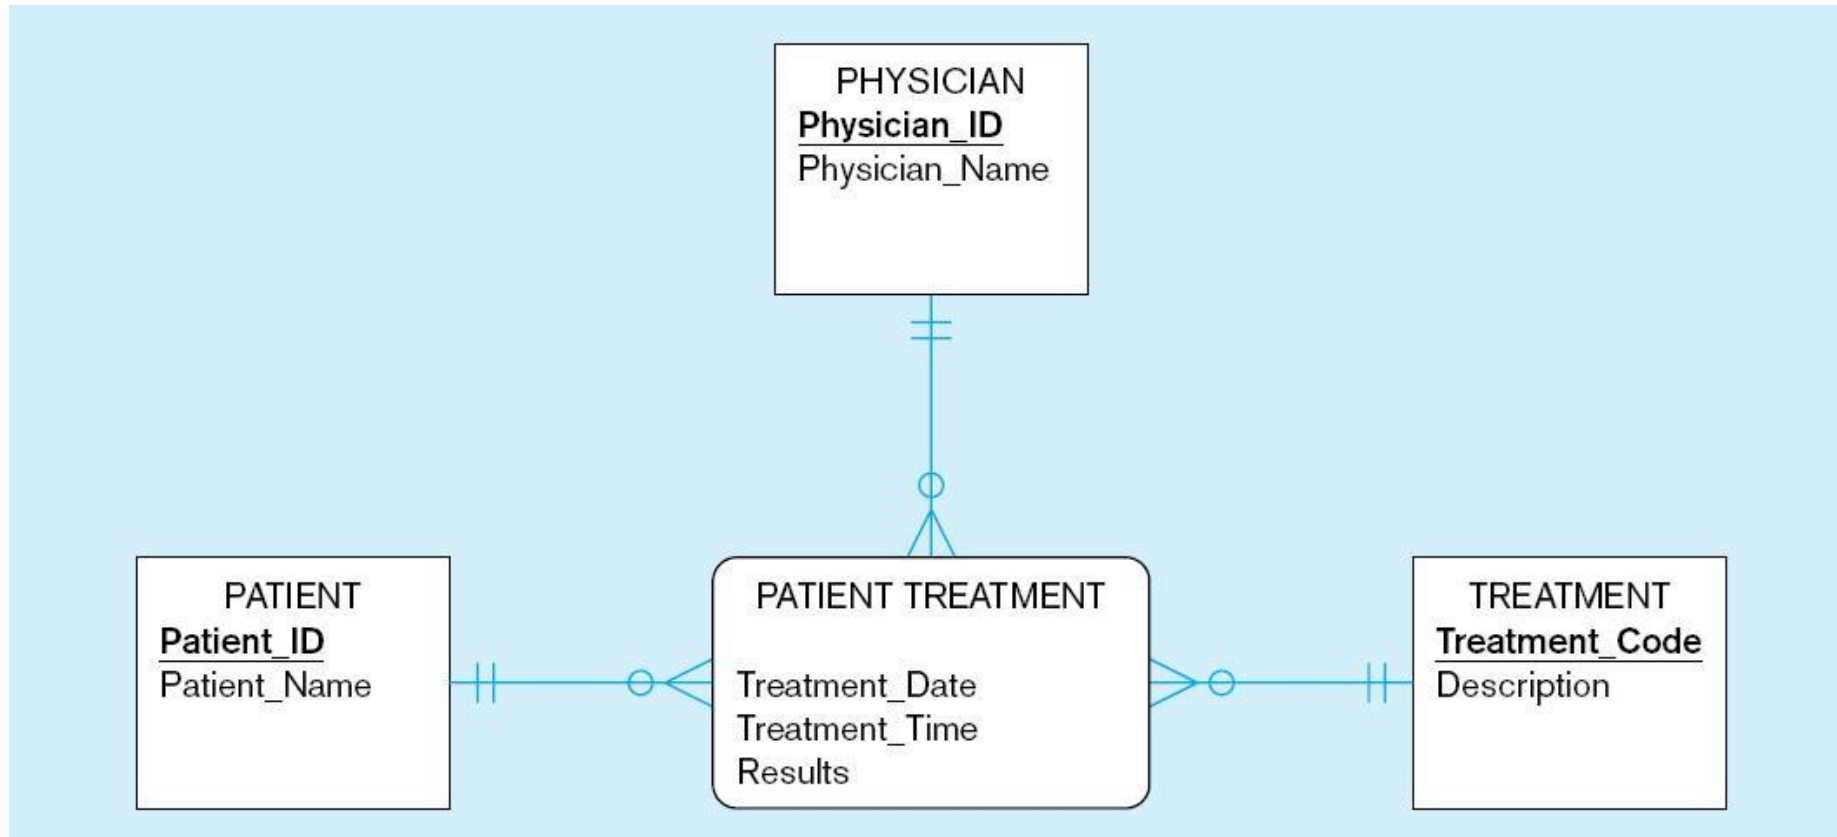 PHYSICIAN
Physician_ID
Physician_Name
PATIENT
Patient_ID
Patient_Name
PATIENT TREATMENT
Treatment_Date
Treatment_Time
Results
TREATMENT
Treatment_Code
Description